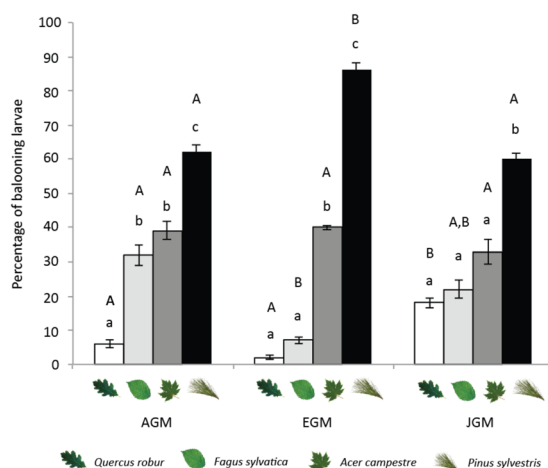 100
90
80
70
60
50
40
30
20
10
0
Percentage of balooning larvae
A
a
A
b
A
b
A
c
A
a
B
a
A
b
B
c
B
a
A,B
a
A
a
A
b
AGM
EGM
JGM
Quercus robur
Fagus sylvatica
Acer campestre
Pinus sylvestris